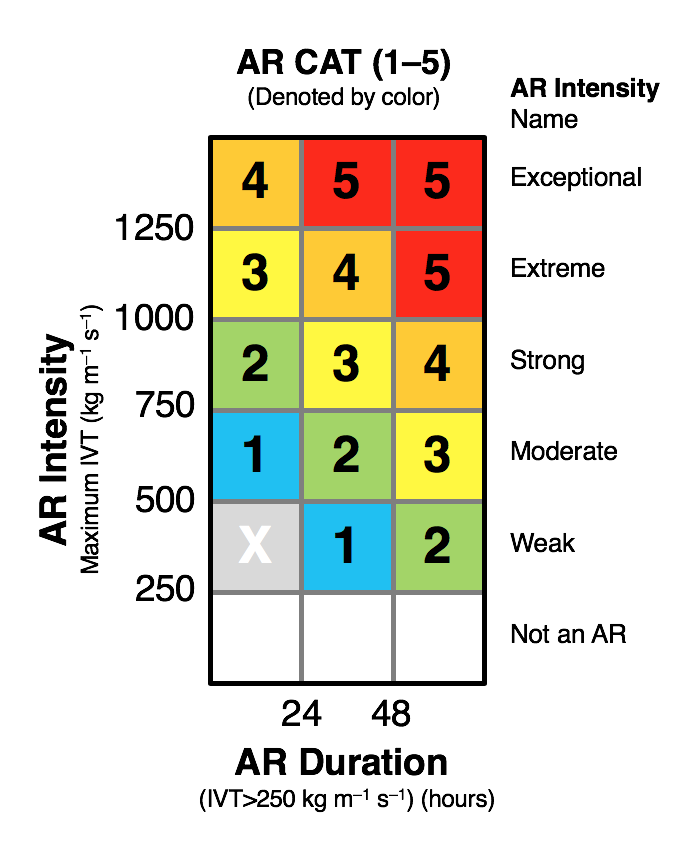 AR CAT (1–5)
(Denoted by color)
AR Intensity
Name
4 5 5
Exceptional
1250
3 4 5
Extreme
1000
2 3 4
Strong
750
1 2 3
Moderate
500
X 1 2
Weak
250
Not an AR
AR Intensity
Maximum IVT (kg m⁻¹ s⁻¹)
24 48
AR Duration
(IVT>250 kg m⁻¹ s⁻¹) (hours)